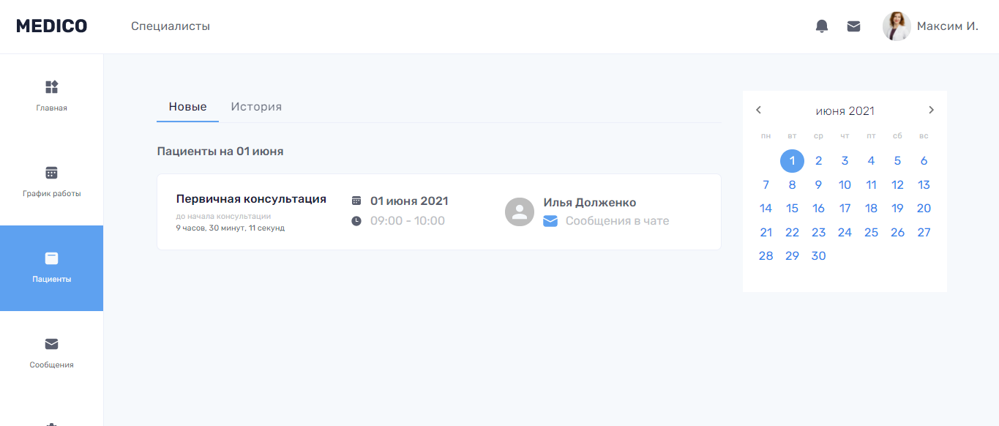 MEDICO
Специалисты
Максим И.
Главная
График работы
Пациенты
Сообщения
Новые
История
Пациенты на 01 июня
Первичная консультация
до начала консультации
9 часов, 30 минут, 11 секунд
01 июня 2021
09:00 - 10:00
Илья Долженко
Сообщения в чате
июня 2021
пн вт ср чт пт сб вс
1 2 3 4 5 6
7 8 9 10 11 12 13
14 15 16 17 18 19 20
21 22 23 24 25 26 27
28 29 30